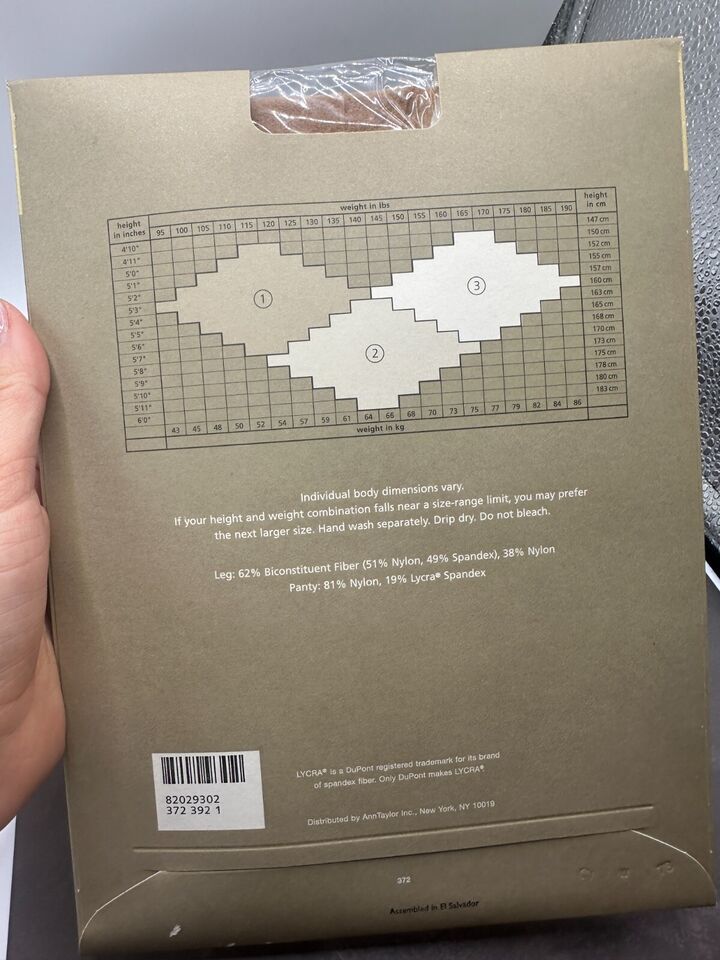 weight in lbs
height in inches 95 100 105 110 115 120 125 130 135 140 145 150 155 160 165 170 175 180 185 190 height in cm
4'10" 147 cm
4'11" 150 cm
5'0" 152 cm
5'1" 155 cm
5'2" 157 cm
5'3" 160 cm
5'4" 163 cm
5'5" 165 cm
5'6" 168 cm
5'7" 170 cm
5'8" 173 cm
5'9" 175 cm
5'10" 178 cm
5'11" 180 cm
6'0" 183 cm
1
3
2
43 45 48 50 52 54 57 59 61 64 66 68 70 73 75 77 79 82 84 86
weight in kg
Individual body dimensions vary.
If your height and weight combination falls near a size-range limit, you may prefer
the next larger size. Hand wash separately. Drip dry. Do not bleach.
Leg: 62% Biconstituent Fiber (51% Nylon, 49% Spandex), 38% Nylon
Panty: 81% Nylon, 19% Lycra® Spandex
82029302
372 392 1
LYCRA® is a DuPont registered trademark for its brand
of spandex fiber. Only DuPont makes LYCRA®
Distributed by AnnTaylor Inc., New York, NY 10019
372
Assembled in El Salvador